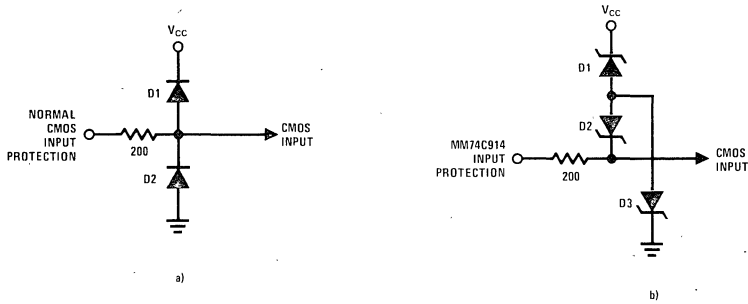 VCC
D1
NORMAL
CMOS
INPUT
PROTECTION
200
CMOS
INPUT
D2
a)
VCC
D1
D2
MM74C914
INPUT
PROTECTION
200
CMOS
INPUT
D3
b)